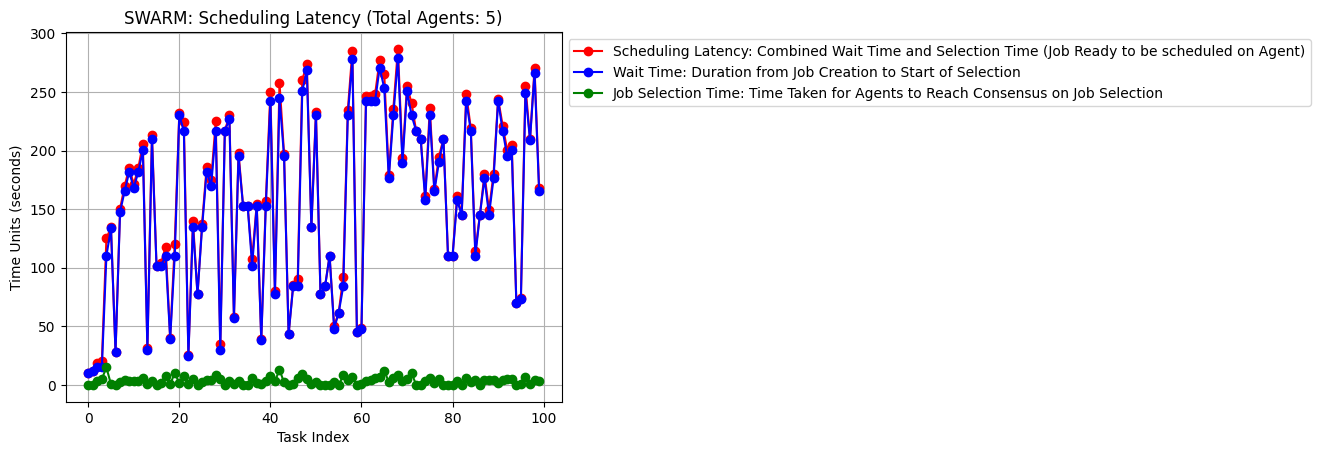 SWARM: Scheduling Latency (Total Agents: 5)
Scheduling Latency: Combined Wait Time and Selection Time (Job Ready to be scheduled on Agent)
Wait Time: Duration from Job Creation to Start of Selection
Job Selection Time: Time Taken for Agents to Reach Consensus on Job Selection
Time Units (seconds)
300
250
200
150
100
50
0
0 20 40 60 80 100
Task Index